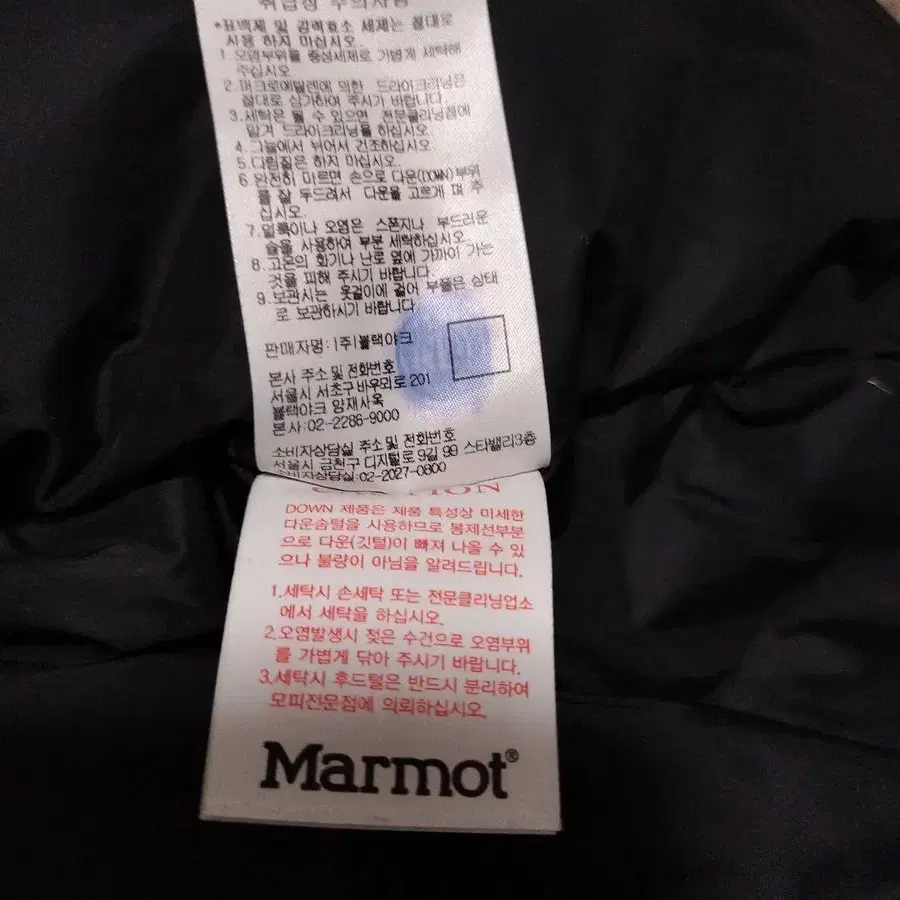 취급상 주의사항
*표백제 및 강력효소 세제는 절대로
사용 하지 마십시오.
1.오염부위를 중성세제로 가볍게 세탁해
주십시오.
2.퍼크로에틸렌에 의한 드라이크리닝은
절대로 삼가하여 주시기 바랍니다.
3.세탁은 될 수 있으면 전문클리닝점에
맡겨 드라이크리닝을 하십시오.
4.그늘에서 뉘어서 건조하십시오.
5.다림질은 하지 마십시오.
6.완전히 마르면 손으로 다운(DOWN)부위
를 잘 두드려서 다운을 고르게 펴 주
십시오.
7.얼룩이나 오염은 스폰지나 부드러운
솔을 사용하여 부분 세탁하십시오.
8.고온의 화기나 난로 옆에 가까이 가는
것을 피해 주시기 바랍니다.
9.보관시는 옷걸이에 걸어 부풀은 상태
로 보관하시기 바랍니다
판매자명:(주)블랙야크
본사 주소 및 전화번호
서울시 서초구 바우뫼로 201
블랙야크 양재사옥
본사:02-2286-9000
소비자상담실 주소 및 전화번호
서울시 금천구 디지털로9길 99 스타밸리3층
소비자상담실:02-2027-0800
DOWN 제품은 제품 특성상 미세한
다운솜털을 사용하므로 봉제선부분
으로 다운(깃털)이 빠져 나올 수 있
으나 불량이 아님을 알려드립니다.
1.세탁시 손세탁 또는 전문클리닝업소
에서 세탁을 하십시오.
2.오염발생시 젖은 수건으로 오염부위
를 가볍게 닦아 주시기 바랍니다.
3.세탁시 후드털은 반드시 분리하여
모피전문점에 의뢰하십시오.
Marmot®